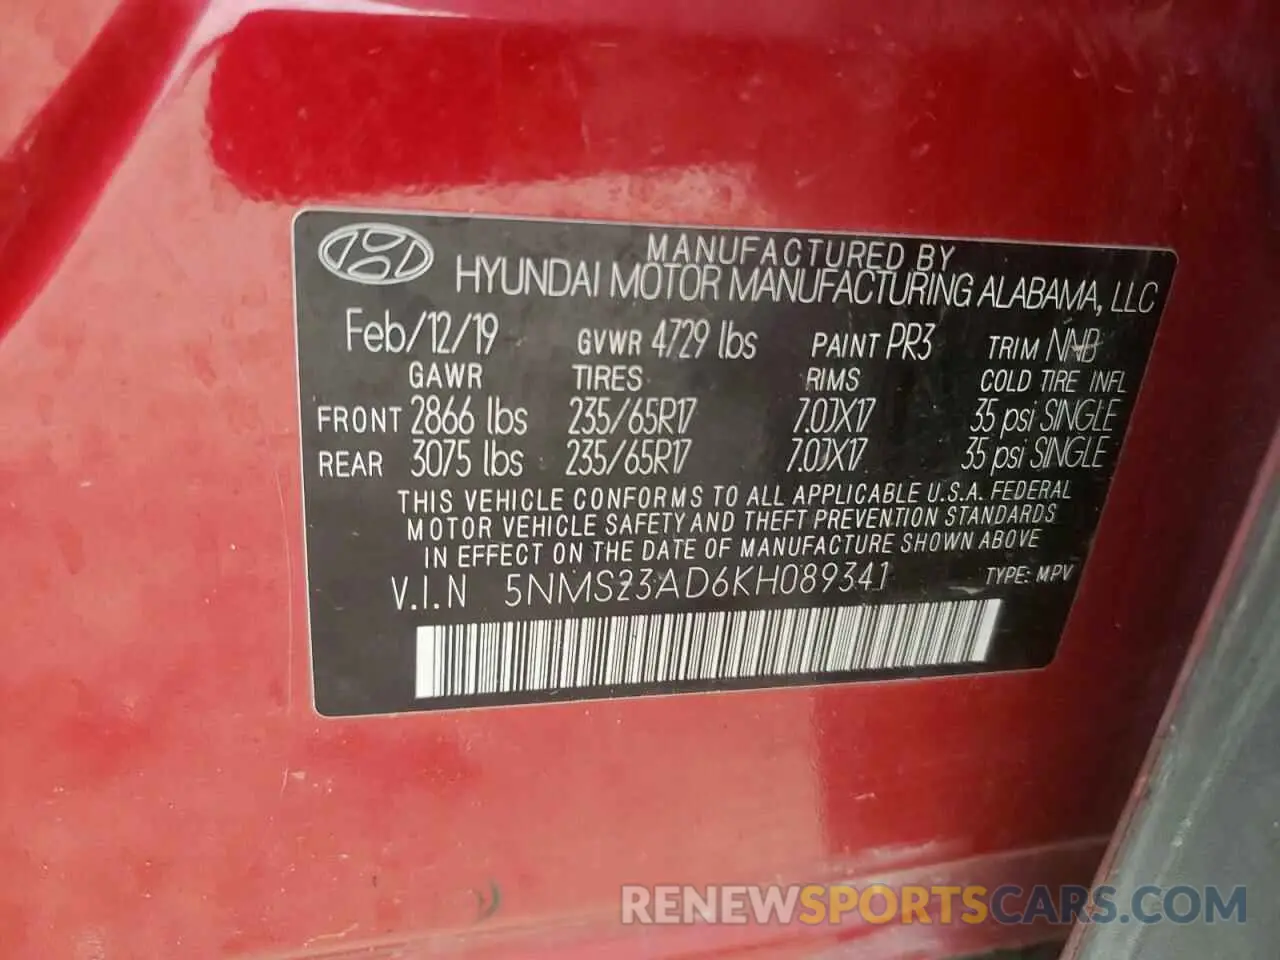 MANUFACTURED BY
HYUNDAI MOTOR MANUFACTURING ALABAMA, LLC
Feb/12/19 GVWR 4729 lbs PAINT PR3 TRIM NNB
GAWR TIRES RIMS COLD TIRE INFL
FRONT 2866 lbs 235/65R17 7.0JX17 35 psi SINGLE
REAR 3075 lbs 235/65R17 7.0JX17 35 psi SINGLE
THIS VEHICLE CONFORMS TO ALL APPLICABLE U.S.A. FEDERAL
MOTOR VEHICLE SAFETY AND THEFT PREVENTION STANDARDS
IN EFFECT ON THE DATE OF MANUFACTURE SHOWN ABOVE
V.I.N 5NMS23AD6KH089341 TYPE: MPV
RENEWSPORTSCARS.COM